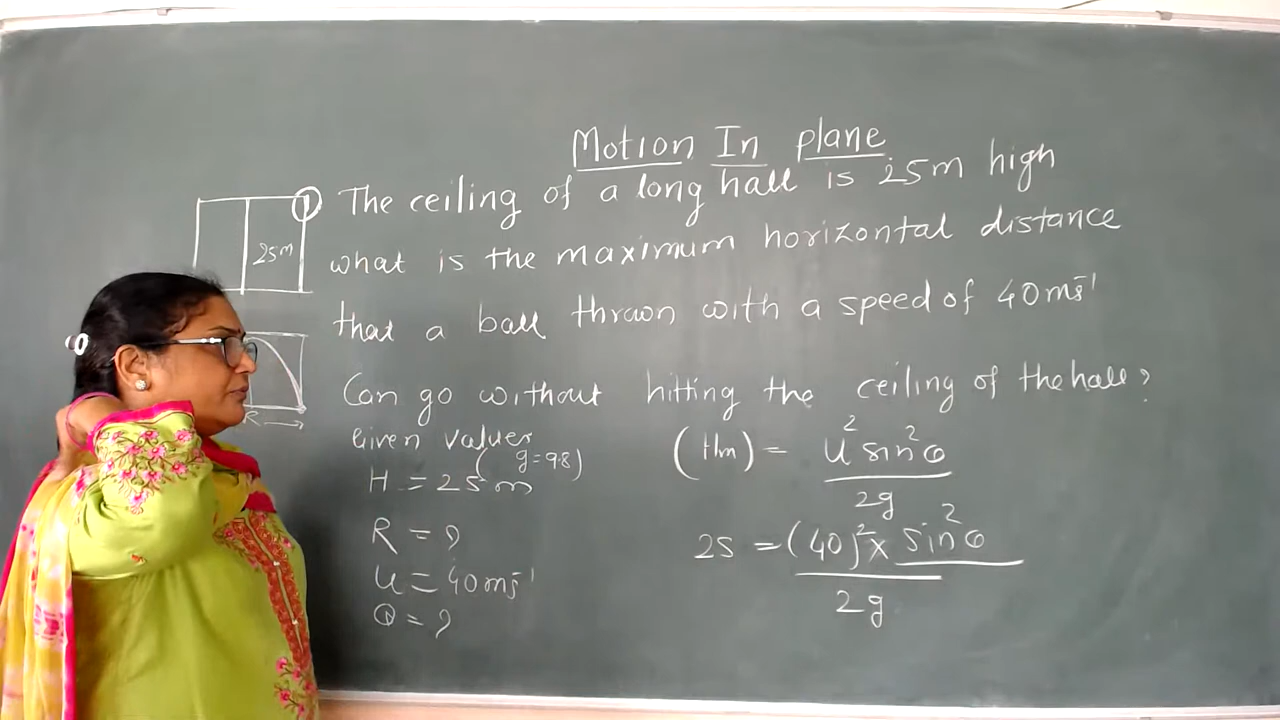 Motion In plane
① The ceiling of a long hall is 25m high
25m
what is the maximum horizontal distance
that a ball thrown with a speed of 40ms⁻¹
Can go without hitting the ceiling of the hall?
R
Given values
( g=9.8)
H = 25 m
R = ?
u = 40ms⁻¹
θ = ?
(Hm) = u² sin²θ
2g
25 = (40)² x sin²θ
2g